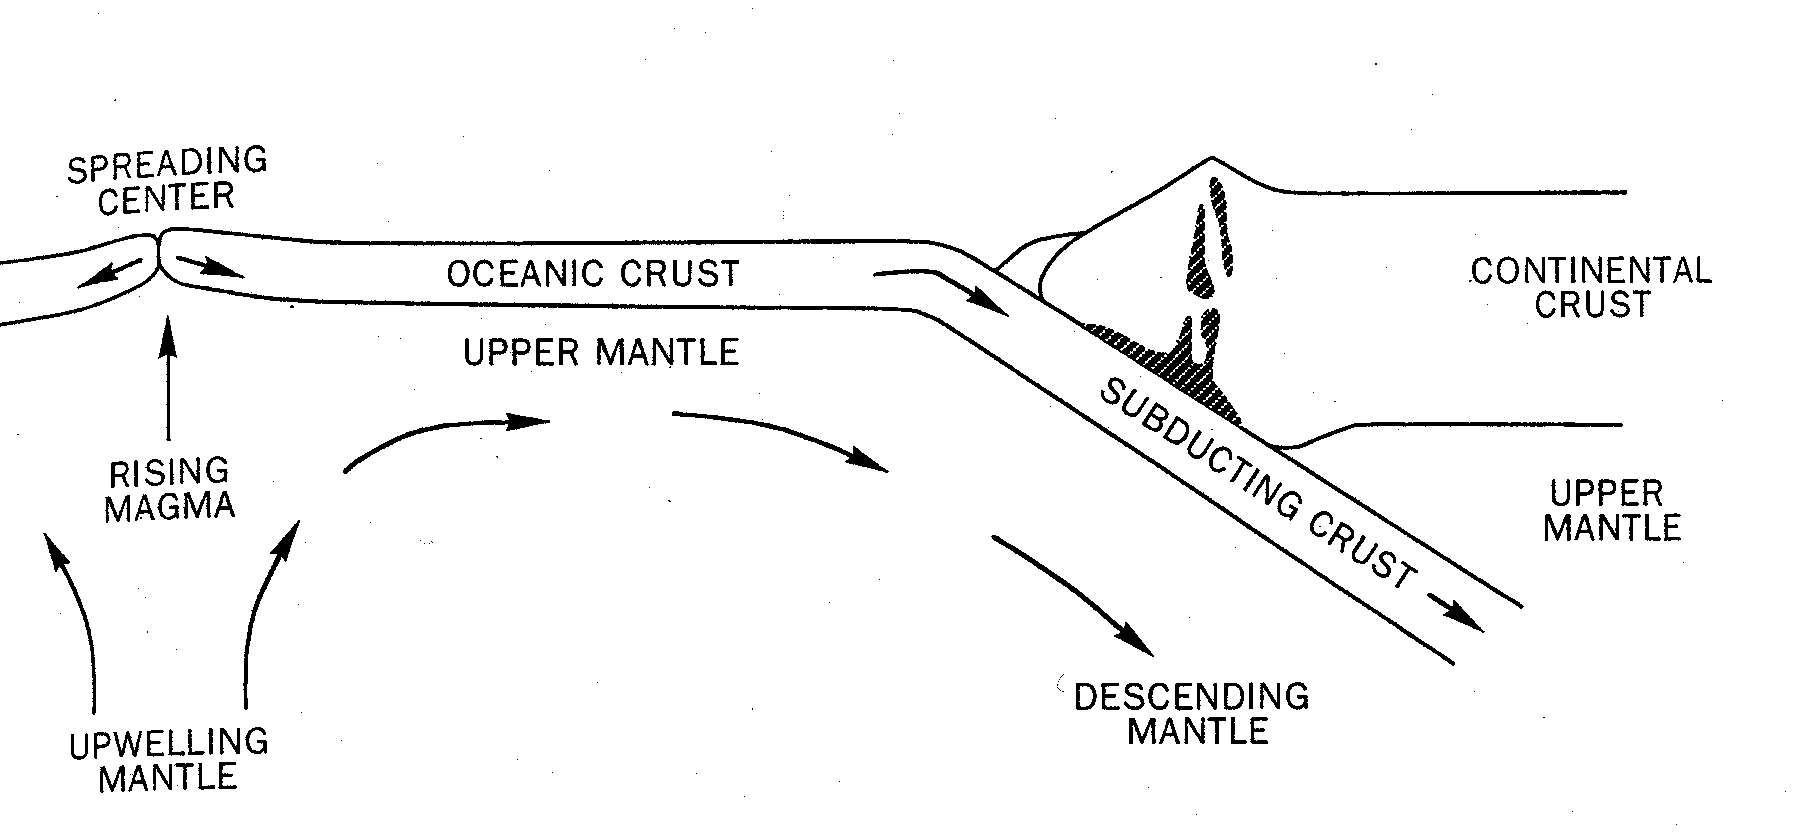 SPREADING
CENTER
OCEANIC CRUST
CONTINENTAL
CRUST
UPPER MANTLE
SUBDUCTING CRUST
RISING
MAGMA
UPPER
MANTLE
DESCENDING
MANTLE
UPWELLING
MANTLE